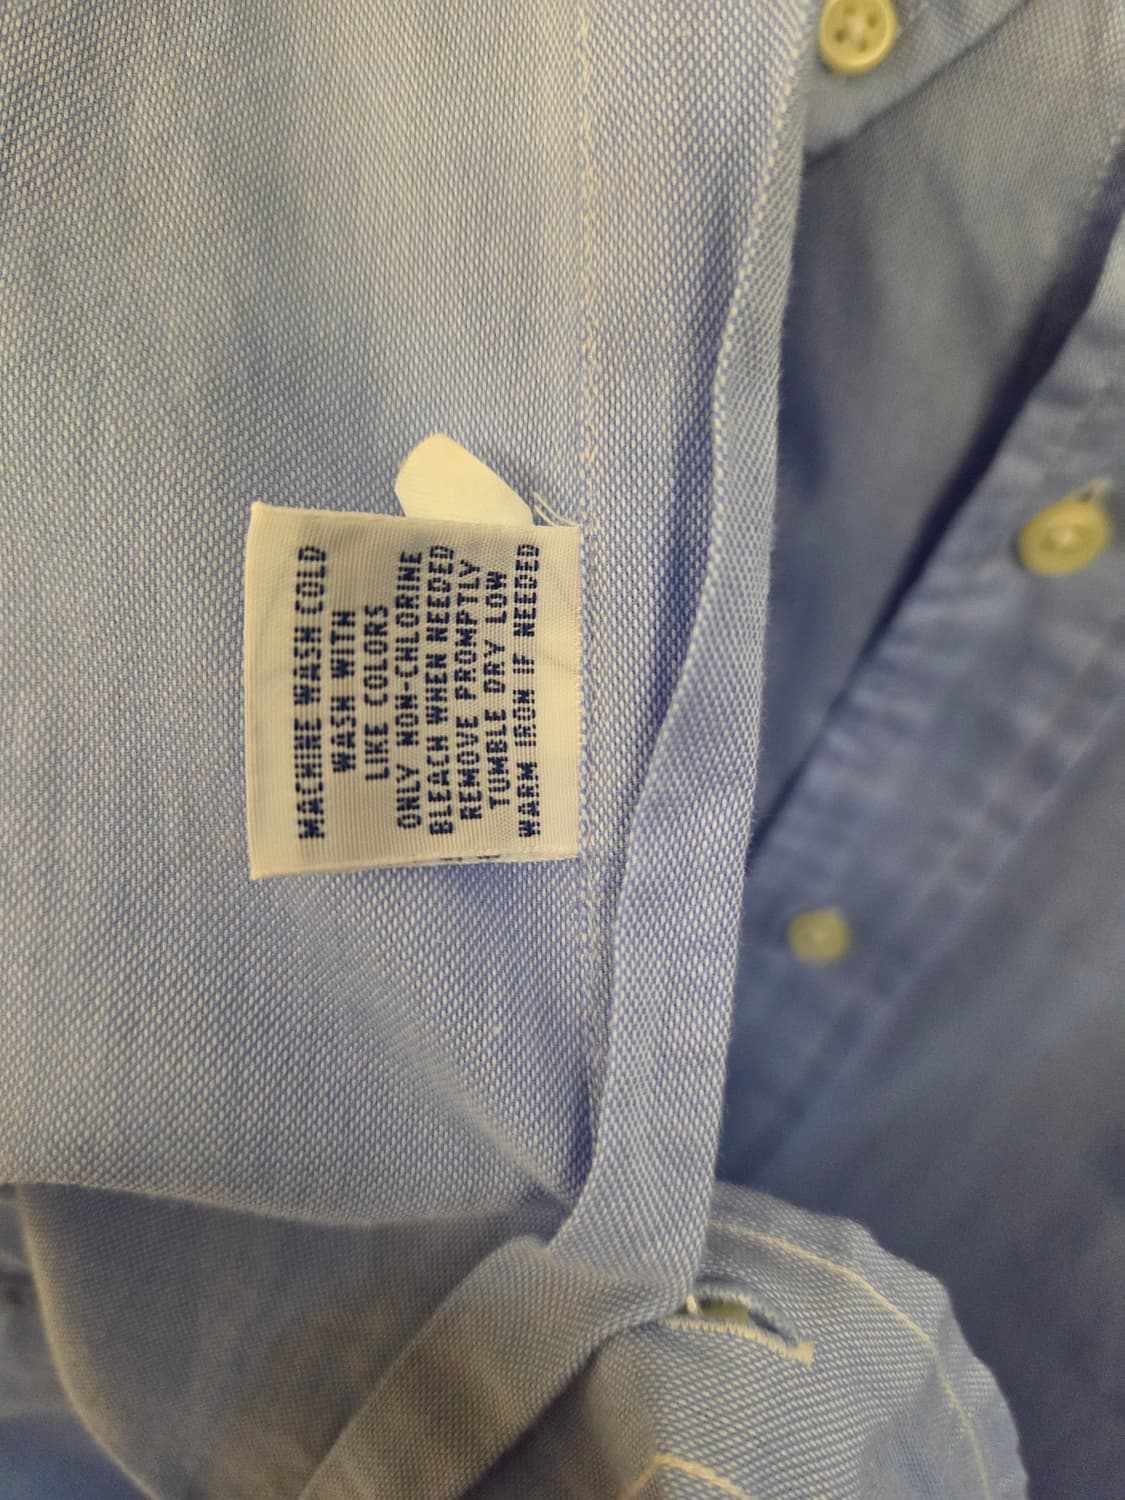 MACHINE WASH COLD
WASH WITH
LIKE COLORS
ONLY NON-CHLORINE
BLEACH WHEN NEEDED
REMOVE PROMPTLY
TUMBLE DRY LOW
WARM IRON IF NEEDED